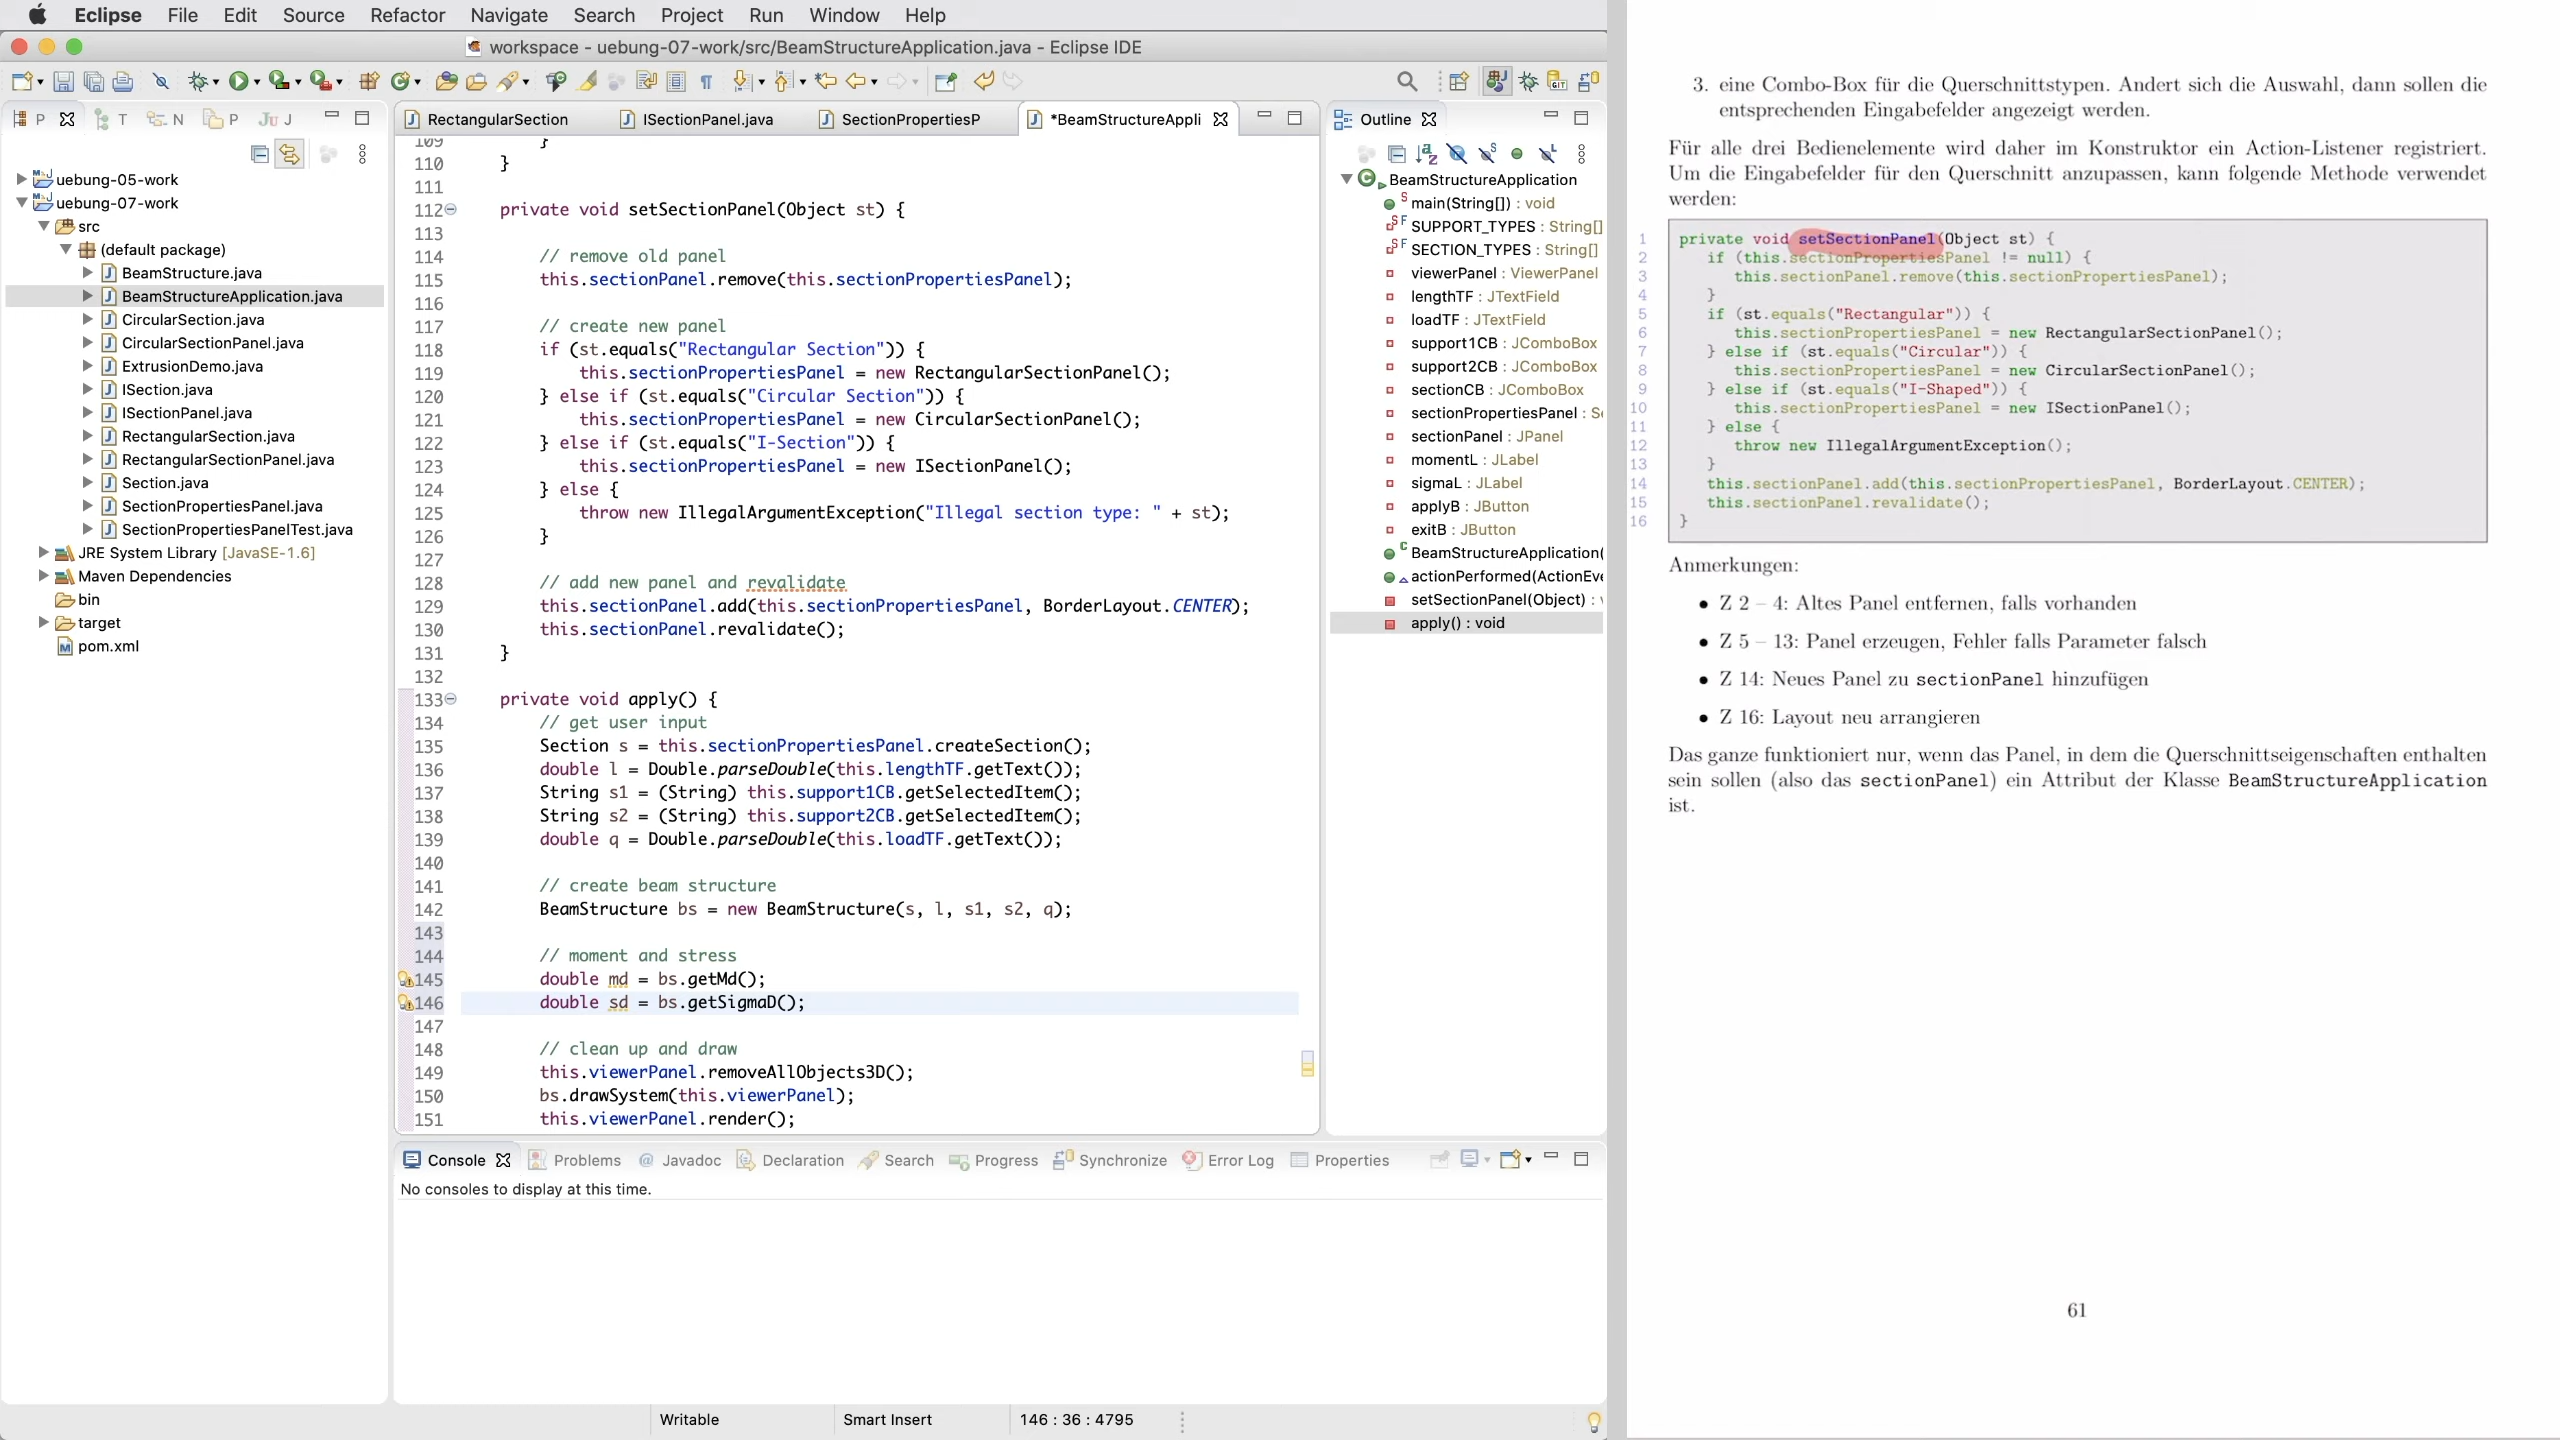 Eclipse File Edit Source Refactor Navigate Search Project Run Window Help
workspace - uebung-07-work/src/BeamStructureApplication.java - Eclipse IDE
P T N P J
uebung-05-work
uebung-07-work
src
(default package)
BeamStructure.java
BeamStructureApplication.java
CircularSection.java
CircularSectionPanel.java
ExtrusionDemo.java
ISection.java
ISectionPanel.java
RectangularSection.java
RectangularSectionPanel.java
Section.java
SectionPropertiesPanel.java
SectionPropertiesPanelTest.java
JRE System Library [JavaSE-1.6]
Maven Dependencies
bin
target
pom.xml
RectangularSection ISectionPanel.java SectionPropertiesP *BeamStructureAppli
109 }
110 }
111
112 private void setSectionPanel(Object st) {
113
114 // remove old panel
115 this.sectionPanel.remove(this.sectionPropertiesPanel);
116
117 // create new panel
118 if (st.equals("Rectangular Section")) {
119 this.sectionPropertiesPanel = new RectangularSectionPanel();
120 } else if (st.equals("Circular Section")) {
121 this.sectionPropertiesPanel = new CircularSectionPanel();
122 } else if (st.equals("I-Section")) {
123 this.sectionPropertiesPanel = new ISectionPanel();
124 } else {
125 throw new IllegalArgumentException("Illegal section type: " + st);
126 }
127
128 // add new panel and revalidate
129 this.sectionPanel.add(this.sectionPropertiesPanel, BorderLayout.CENTER);
130 this.sectionPanel.revalidate();
131 }
132
133 private void apply() {
134 // get user input
135 Section s = this.sectionPropertiesPanel.createSection();
136 double l = Double.parseDouble(this.lengthTF.getText());
137 String s1 = (String) this.support1CB.getSelectedItem();
138 String s2 = (String) this.support2CB.getSelectedItem();
139 double q = Double.parseDouble(this.loadTF.getText());
140
141 // create beam structure
142 BeamStructure bs = new BeamStructure(s, l, s1, s2, q);
143
144 // moment and stress
145 double md = bs.getMd();
146 double sd = bs.getSigmaD();
147
148 // clean up and draw
149 this.viewerPanel.removeAllObjects3D();
150 bs.drawSystem(this.viewerPanel);
151 this.viewerPanel.render();
Outline
BeamStructureApplication
main(String[]) : void
SUPPORT_TYPES : String[]
SECTION_TYPES : String[]
viewerPanel : ViewerPanel
lengthTF : JTextField
loadTF : JTextField
support1CB : JComboBox
support2CB : JComboBox
sectionCB : JComboBox
sectionPropertiesPanel : Se
sectionPanel : JPanel
momentL : JLabel
sigmaL : JLabel
applyB : JButton
exitB : JButton
BeamStructureApplication(
actionPerformed(ActionEve
setSectionPanel(Object) : v
apply() : void
Console Problems Javadoc Declaration Search Progress Synchronize Error Log Properties
No consoles to display at this time.
Writable Smart Insert 146 : 36 : 4795
3. eine Combo-Box für die Querschnittstypen. Andert sich die Auswahl, dann sollen die
entsprechenden Eingabefelder angezeigt werden.
Für alle drei Bedienelemente wird daher im Konstruktor ein Action-Listener registriert.
Um die Eingabefelder für den Querschnitt anzupassen, kann folgende Methode verwendet
werden:
1 private void setSectionPanel(Object st) {
2 if (this.sectionPropertiesPanel != null) {
3 this.sectionPanel.remove(this.sectionPropertiesPanel);
4 }
5 if (st.equals("Rectangular")) {
6 this.sectionPropertiesPanel = new RectangularSectionPanel();
7 } else if (st.equals("Circular")) {
8 this.sectionPropertiesPanel = new CircularSectionPanel();
9 } else if (st.equals("I-Shaped")) {
10 this.sectionPropertiesPanel = new ISectionPanel();
11 } else {
12 throw new IllegalArgumentException();
13 }
14 this.sectionPanel.add(this.sectionPropertiesPanel, BorderLayout.CENTER);
15 this.sectionPanel.revalidate();
16 }
Anmerkungen:
• Z 2 – 4: Altes Panel entfernen, falls vorhanden
• Z 5 – 13: Panel erzeugen, Fehler falls Parameter falsch
• Z 14: Neues Panel zu sectionPanel hinzufügen
• Z 16: Layout neu arrangieren
Das ganze funktioniert nur, wenn das Panel, in dem die Querschnittseigenschaften enthalten
sein sollen (also das sectionPanel) ein Attribut der Klasse BeamStructureApplication
ist.
61